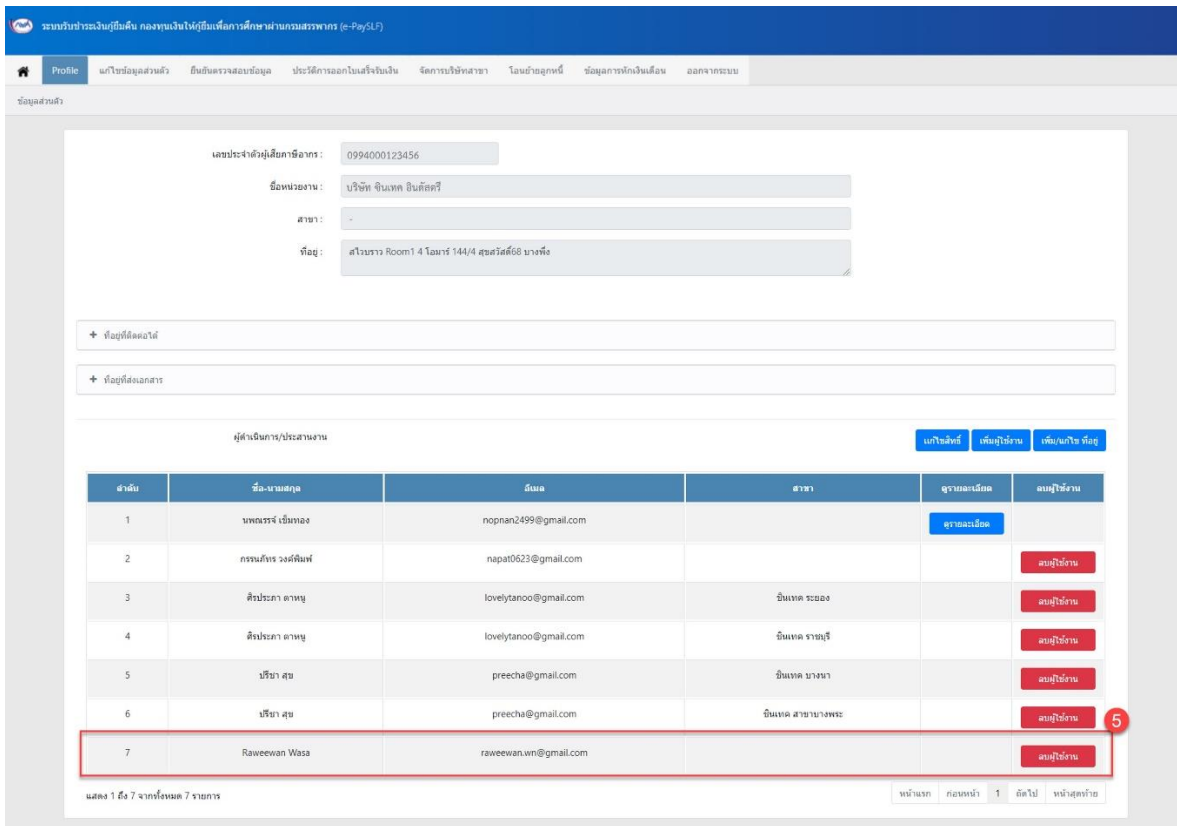 ระบบรับชำระเงินกู้ยืมคืน กองทุนเงินให้กู้ยืมเพื่อการศึกษาผ่านกรมสรรพากร (e-PaySLF)
Profile แก้ไขข้อมูลส่วนตัว ยืนยันตรวจสอบข้อมูล ประวัติการออกใบเสร็จรับเงิน จัดการบริษัทสาขา โอนย้ายลูกหนี้ ข้อมูลการหักเงินเดือน ออกจากระบบ
ข้อมูลส่วนตัว
เลขประจำตัวผู้เสียภาษีอากร : 0994000123456
ชื่อหน่วยงาน : บริษัท ซินเทค อินดัสตรี
สาขา : -
ที่อยู่ : สไวบราว Room1 4 โอมาร์ 144/4 สุขสวัสดิ์68 บางพึ่ง
+ ที่อยู่ที่ติดต่อได้
+ ที่อยู่ที่ส่งเอกสาร
ผู้ดำเนินการ/ประสานงาน แก้ไขสิทธิ์ เพิ่มผู้ใช้งาน เพิ่ม/แก้ไข ที่อยู่
ลำดับ ชื่อ-นามสกุล อีเมล สาขา ดูรายละเอียด ลบผู้ใช้งาน
1 นพณรรจ์ เข็มทอง nopnan2499@gmail.com ดูรายละเอียด
2 กรรนภัทร วงค์พิมพ์ napat0623@gmail.com ลบผู้ใช้งาน
3 ศิรประภา ตาหนู lovelytanoo@gmail.com ซินเทค ระยอง ลบผู้ใช้งาน
4 ศิรประภา ตาหนู lovelytanoo@gmail.com ซินเทค ราชบุรี ลบผู้ใช้งาน
5 ปรีชา สุข preecha@gmail.com ซินเทค บางนา ลบผู้ใช้งาน
6 ปรีชา สุข preecha@gmail.com ซินเทค สาขาบางพระ ลบผู้ใช้งาน 5
7 Raweewan Wasa raweewan.wn@gmail.com ลบผู้ใช้งาน
แสดง 1 ถึง 7 จากทั้งหมด 7 รายการ หน้าแรก ก่อนหน้า 1 ถัดไป หน้าสุดท้าย